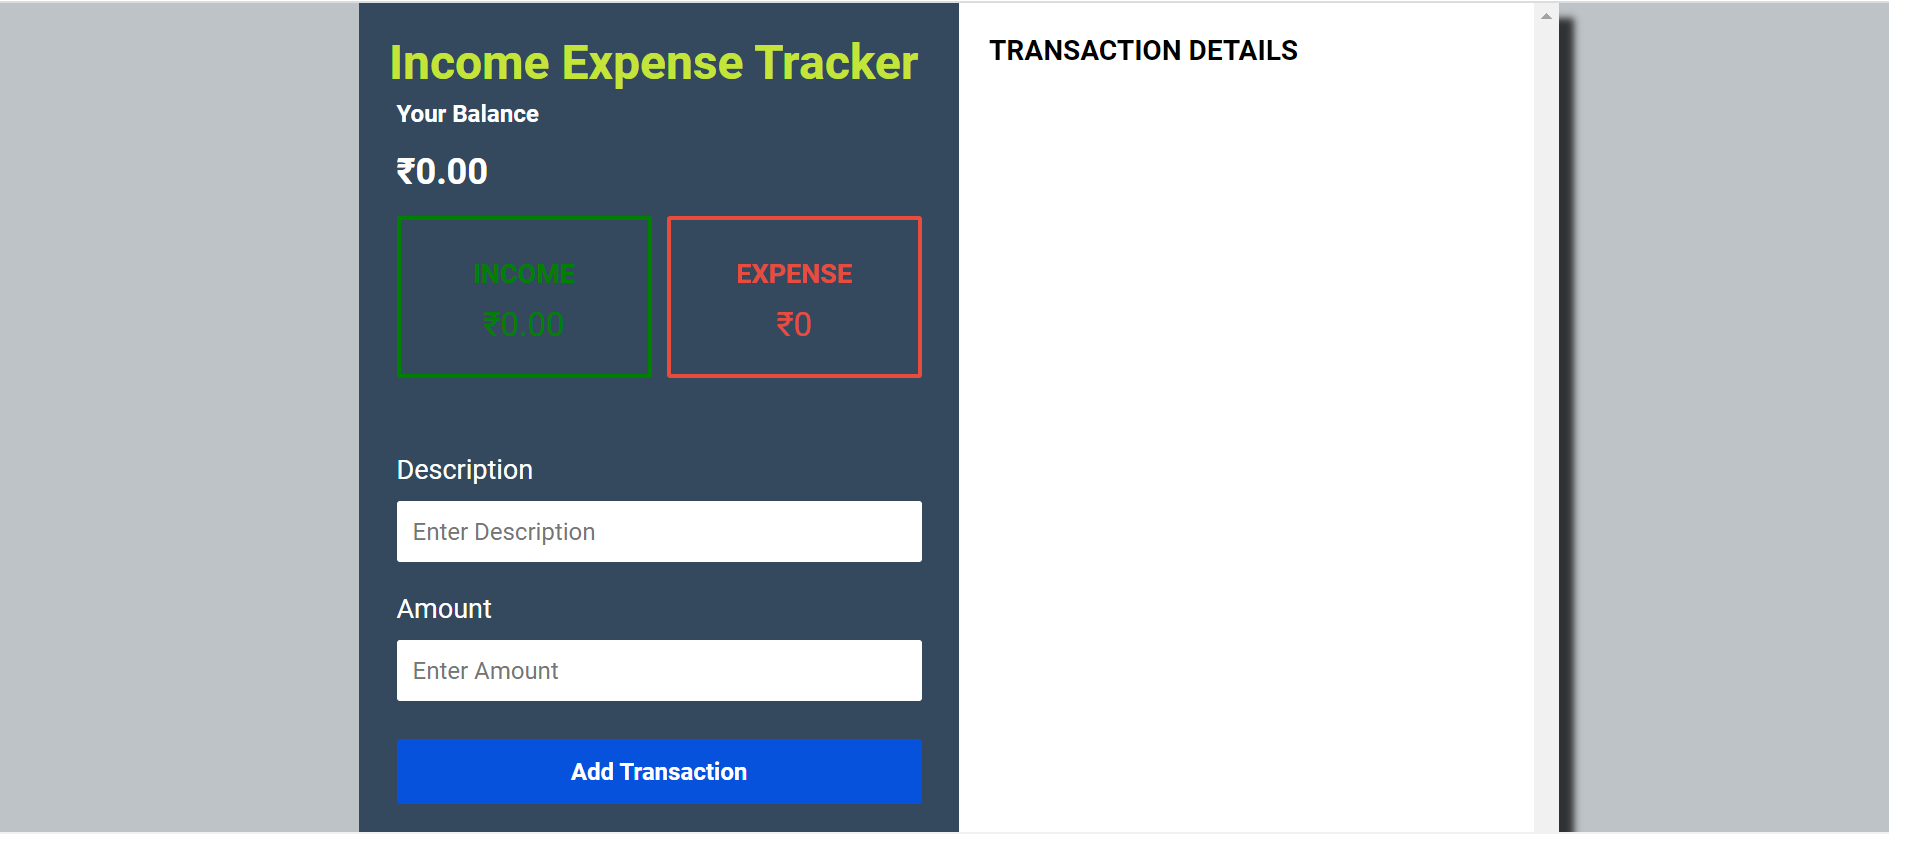 Income Expense Tracker
Your Balance
₹0.00
INCOME
₹0.00
EXPENSE
₹0
Description
Enter Description
Amount
Enter Amount
Add Transaction
TRANSACTION DETAILS